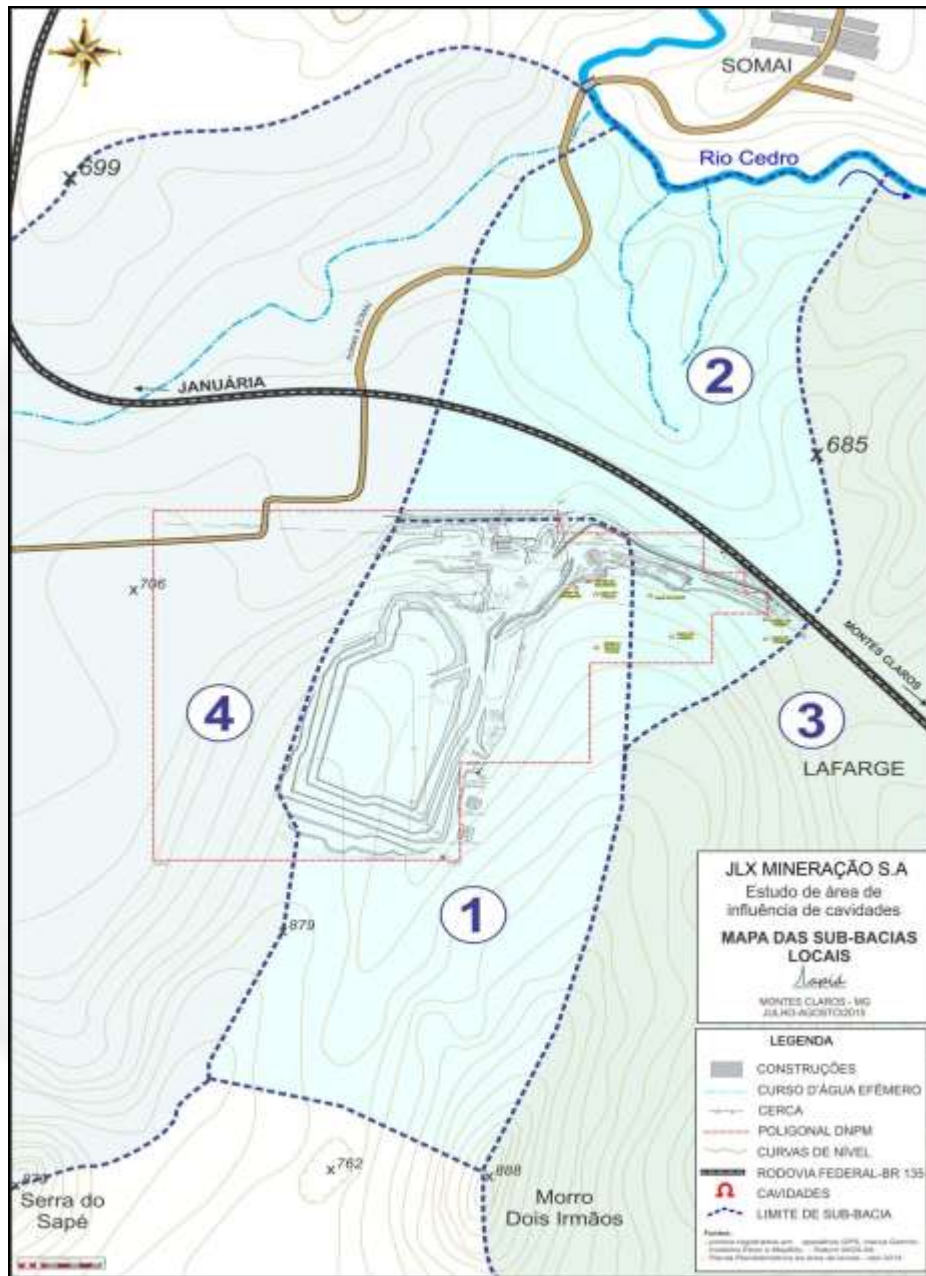 SOMAI
Rio Cedro
699
JANUÁRIA
2
685
706
MONTES CLAROS
4
3
LAFARGE
1
879
762
888
Serra do
Sapé
Morro
Dois Irmãos
JLX MINERAÇÃO S.A
Estudo de área de
influência de cavidades
MAPA DAS SUB-BACIAS
LOCAIS
MONTES CLAROS - MG
LEGENDA
CONSTRUÇÕES
CURSO D'ÁGUA EFÊMERO
CERCA
POLIGONAL DNPM
CURVAS DE NÍVEL
RODOVIA FEDERAL-BR 135
CAVIDADES
LIMITE DE SUB-BACIA
Fontes: